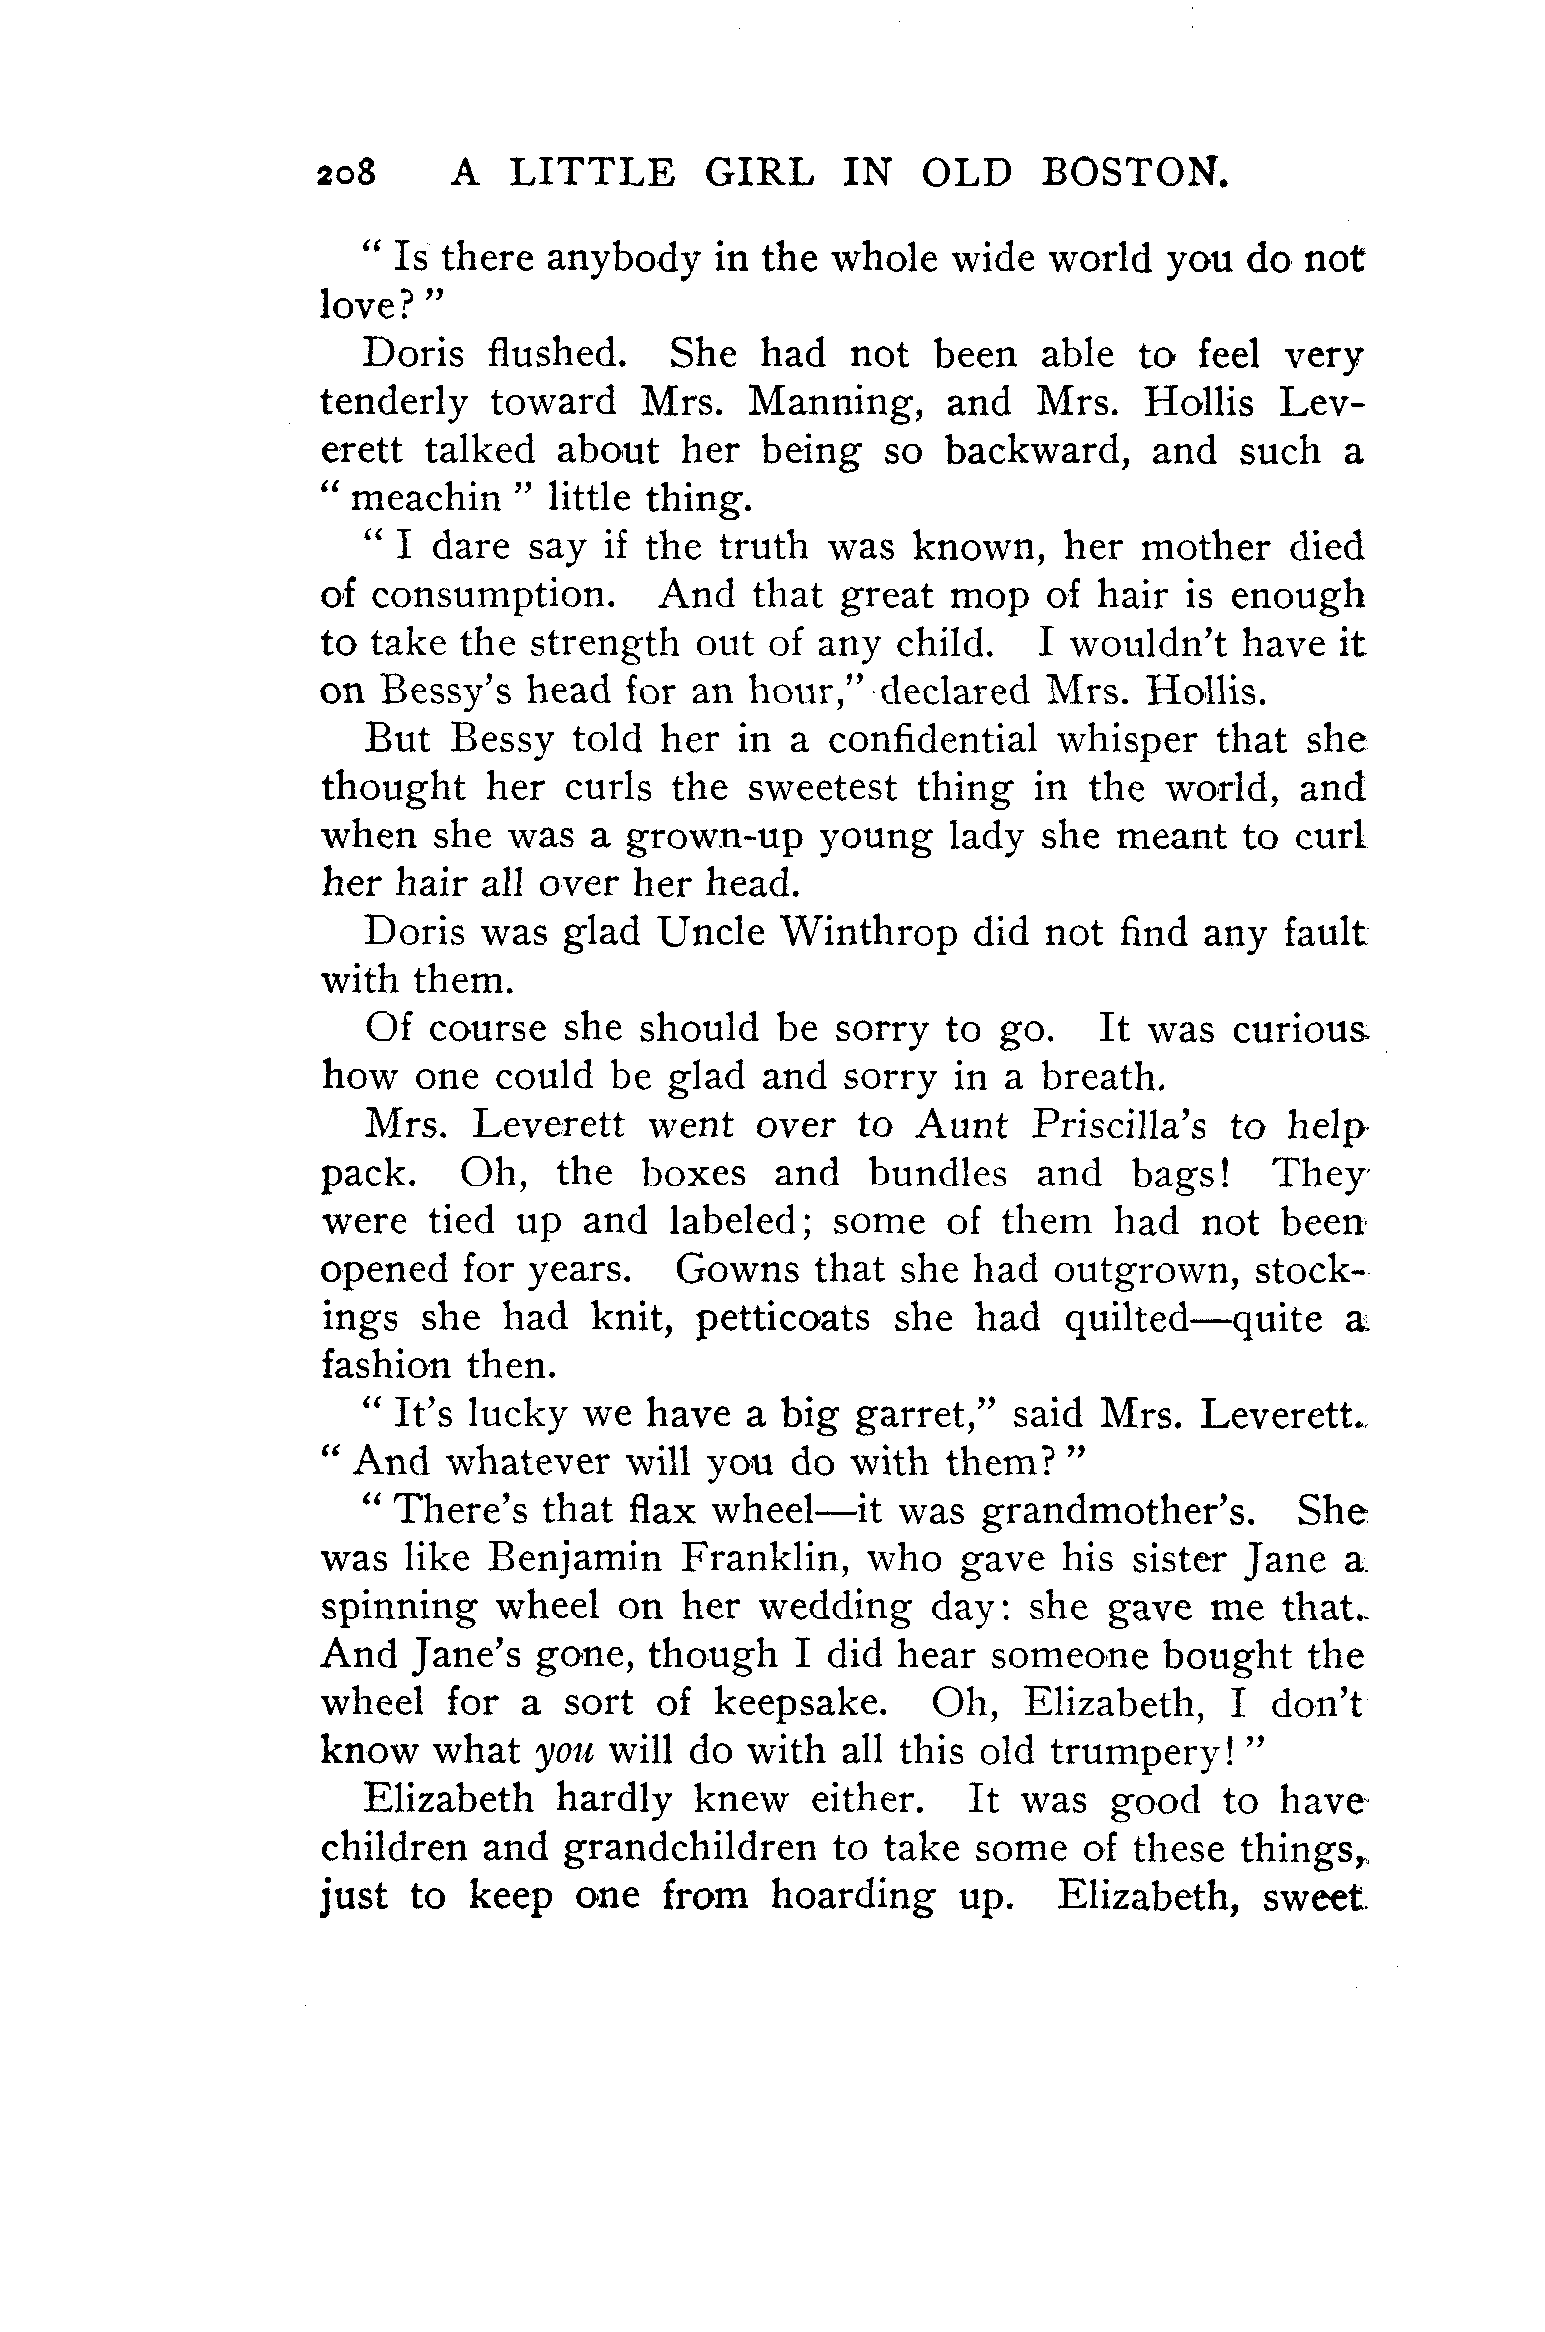 208 A LITTLE GIRL IN OLD BOSTON.
“ Is there anybody in the whole wide world you do not
love? ”
Doris flushed. She had not been able to feel very
tenderly toward Mrs. Manning, and Mrs. Hollis Lev-
erett talked about her being so backward, and such a
“ meachin ” little thing.
“ I dare say if the truth was known, her mother died
of consumption. And that great mop of hair is enough
to take the strength out of any child. I wouldn’t have it
on Bessy’s head for an hour,” declared Mrs. Hollis.
But Bessy told her in a confidential whisper that she
thought her curls the sweetest thing in the world, and
when she was a grown-up young lady she meant to curl
her hair all over her head.
Doris was glad Uncle Winthrop did not find any fault
with them.
Of course she should be sorry to go. It was curious
how one could be glad and sorry in a breath.
Mrs. Leverett went over to Aunt Priscilla’s to help
pack. Oh, the boxes and bundles and bags! They
were tied up and labeled; some of them had not been
opened for years. Gowns that she had outgrown, stock-
ings she had knit, petticoats she had quilted—quite a
fashion then.
“ It’s lucky we have a big garret,” said Mrs. Leverett.
“ And whatever will you do with them? ”
“ There’s that flax wheel—it was grandmother’s. She
was like Benjamin Franklin, who gave his sister Jane a
spinning wheel on her wedding day: she gave me that.
And Jane’s gone, though I did hear someone bought the
wheel for a sort of keepsake. Oh, Elizabeth, I don’t
know what you will do with all this old trumpery! ”
Elizabeth hardly knew either. It was good to have
children and grandchildren to take some of these things,
just to keep one from hoarding up. Elizabeth, sweet